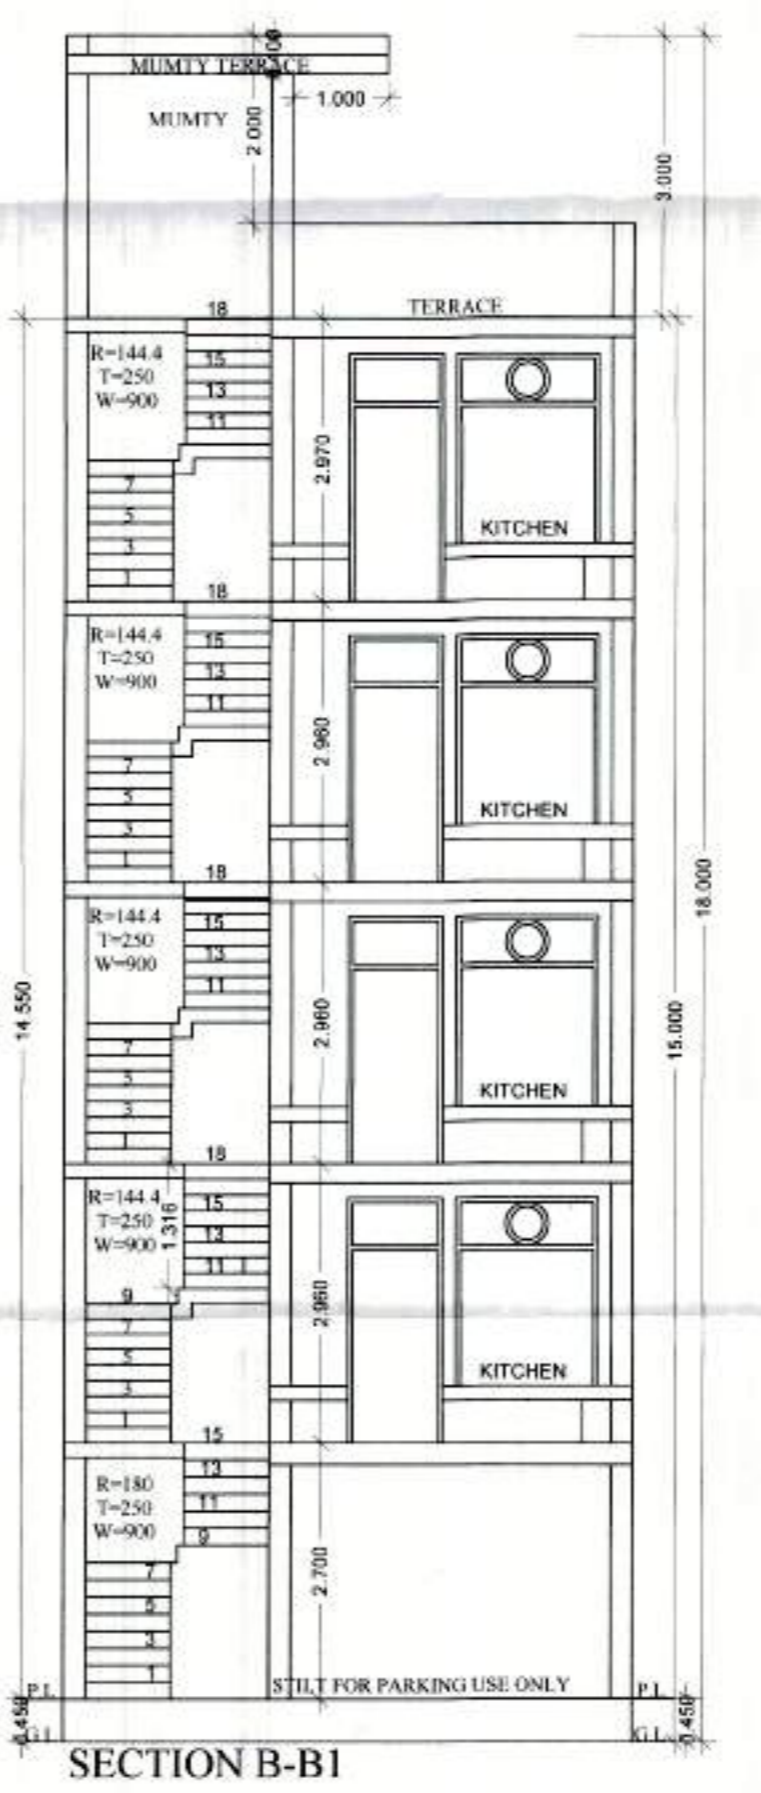 MUMTY TERRACE
1.000
MUMTY
2.000
3.000
18
TERRACE
R=144.4
T=250
W=900
15
13
11
2.970
7
5
3
1
KITCHEN
18
R=144.4
T=250
W=900
15
13
11
2.960
7
5
3
1
KITCHEN
18
18.000
R=144.4
T=250
W=900
15
13
11
14.550
2.960
15.000
7
5
3
1
KITCHEN
18
R=144.4
T=250
W=900
1.316
15
13
11
9
2.960
7
5
3
1
KITCHEN
15
R=180
T=250
W=900
13
11
9
2.700
7
5
3
1
STILT FOR PARKING USE ONLY
P.L.
P.L.
0.450
0.450
G.L.
G.L.
SECTION B-B1